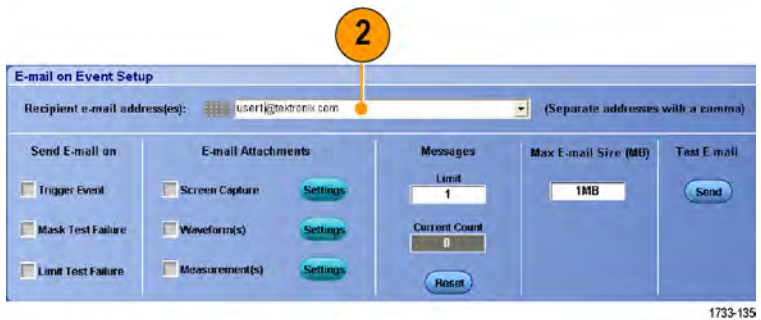 2
E-mail on Event Setup
Recipient e-mail address(es): user1@tektronix.com (Separate addresses with a comma)
Send E-mail on E-mail Attachments Messages Max E-mail Size (MB) Test E-mail
Limit
Trigger Event Screen Capture Settings 1 1MB Send
Mask Test Failure Waveform(s) Settings Current Count
0
Limit Test Failure Measurement(s) Settings Reset
1733-135